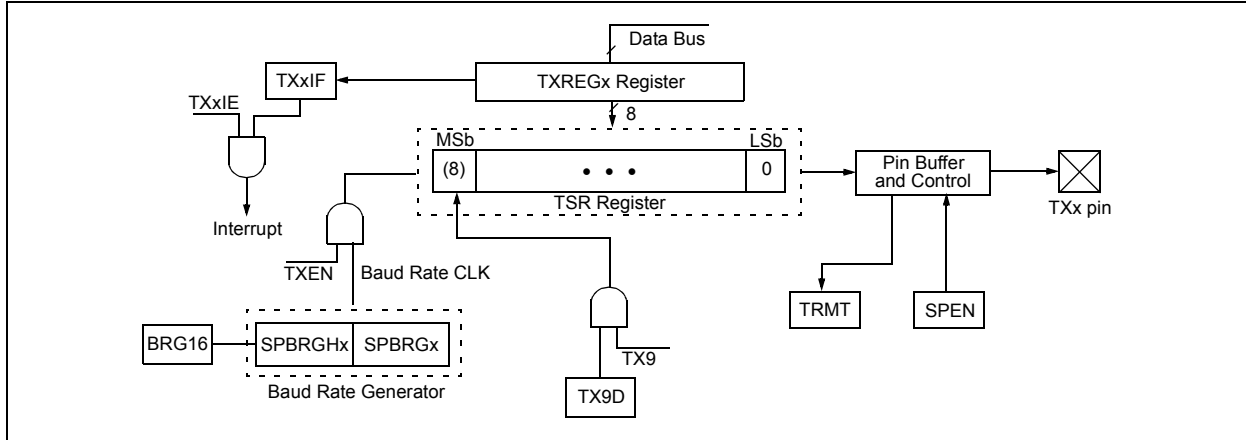 Data Bus
TXxIF
TXREGx Register
TXxIE
8
MSb
LSb
(8)
• • •
0
Pin Buffer
and Control
TSR Register
TXx pin
Interrupt
TXEN
Baud Rate CLK
TRMT
SPEN
BRG16
SPBRGHx
SPBRGx
TX9
Baud Rate Generator
TX9D